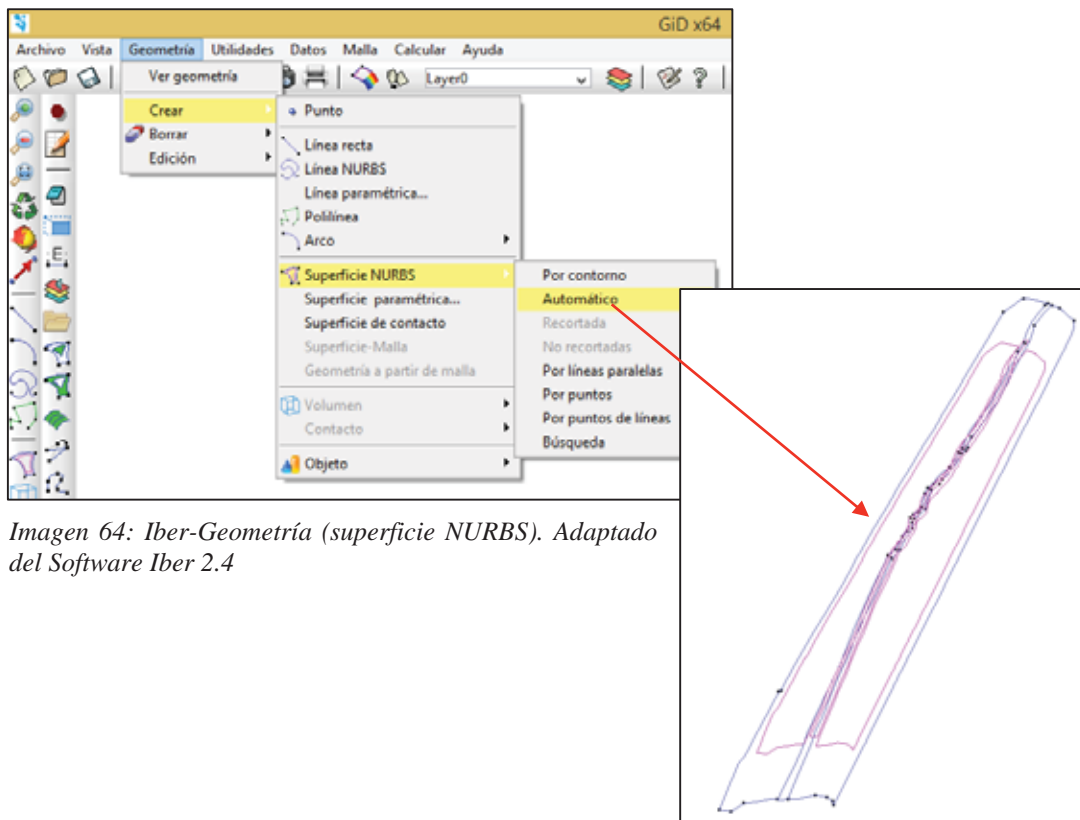 GiD x64
Archivo Vista Geometría Utilidades Datos Malla Calcular Ayuda
Layer0
Ver geometría
Crear
Borrar
Edición
Punto
Línea recta
Línea NURBS
Línea paramétrica...
Polilínea
Arco
Superficie NURBS
Superficie paramétrica...
Superficie de contacto
Superficie-Malla
Geometría a partir de malla
Volumen
Contacto
Objeto
Por contorno
Automático
Recortada
No recortadas
Por líneas paralelas
Por puntos
Por puntos de líneas
Búsqueda
Imagen 64: Iber-Geometría (superficie NURBS). Adaptado
del Software Iber 2.4